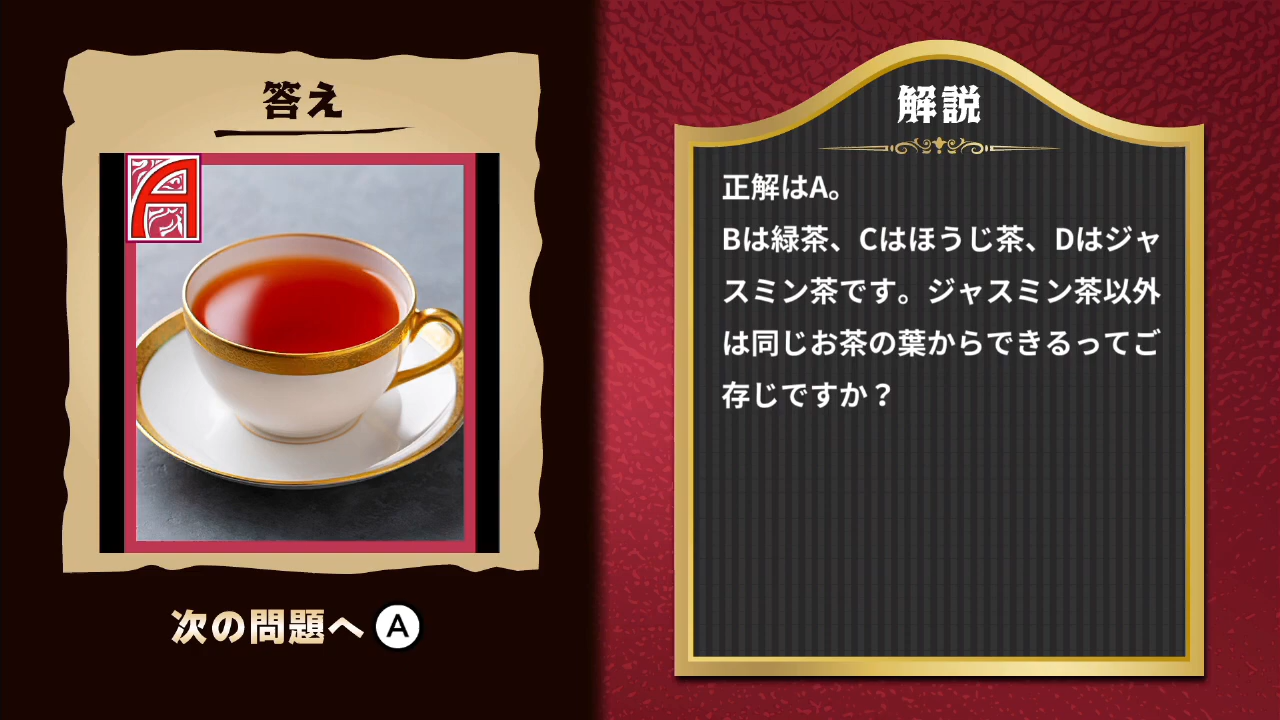 答え
A
次の問題へ A
解説
正解はA。
Bは緑茶、Cはほうじ茶、Dはジャ
スミン茶です。ジャスミン茶以外
は同じお茶の葉からできるってご
存じですか？